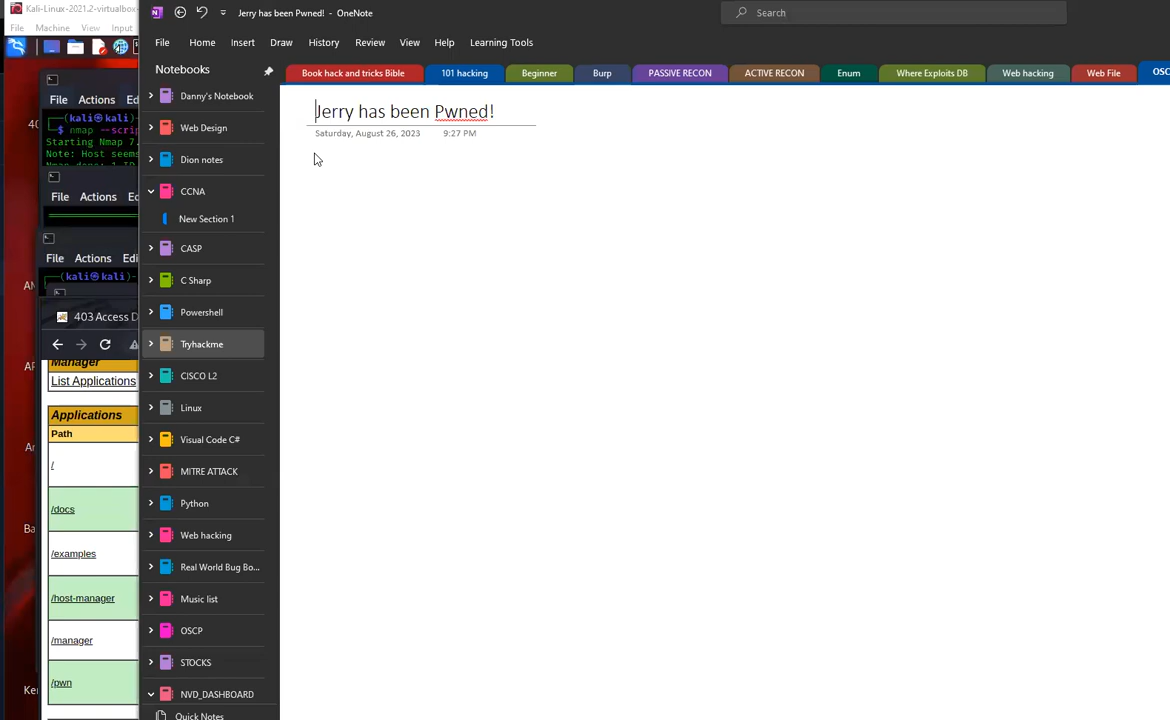 Kali-Linux-2021.2-virtualbox-
File Machine View Input
File Actions Ed
nmap --scrip
Starting Nmap 7.
Note: Host seems
File Actions Ed
File Actions Edi
(kali㉿kali)-
403 Access D
Manager
List Applications
Applications
Path
/
/docs
/examples
/host-manager
/manager
/pwn
Jerry has been Pwned! - OneNote
Search
File Home Insert Draw History Review View Help Learning Tools
Notebooks
Danny's Notebook
Web Design
Dion notes
CCNA
New Section 1
CASP
C Sharp
Powershell
Tryhackme
CISCO L2
Linux
Visual Code C#
MITRE ATTACK
Python
Web hacking
Real World Bug Bo...
Music list
OSCP
STOCKS
NVD_DASHBOARD
Quick Notes
Book hack and tricks Bible 101 hacking Beginner Burp PASSIVE RECON ACTIVE RECON Enum Where Exploits DB Web hacking Web File OSC
Jerry has been Pwned!
Saturday, August 26, 2023 9:27 PM